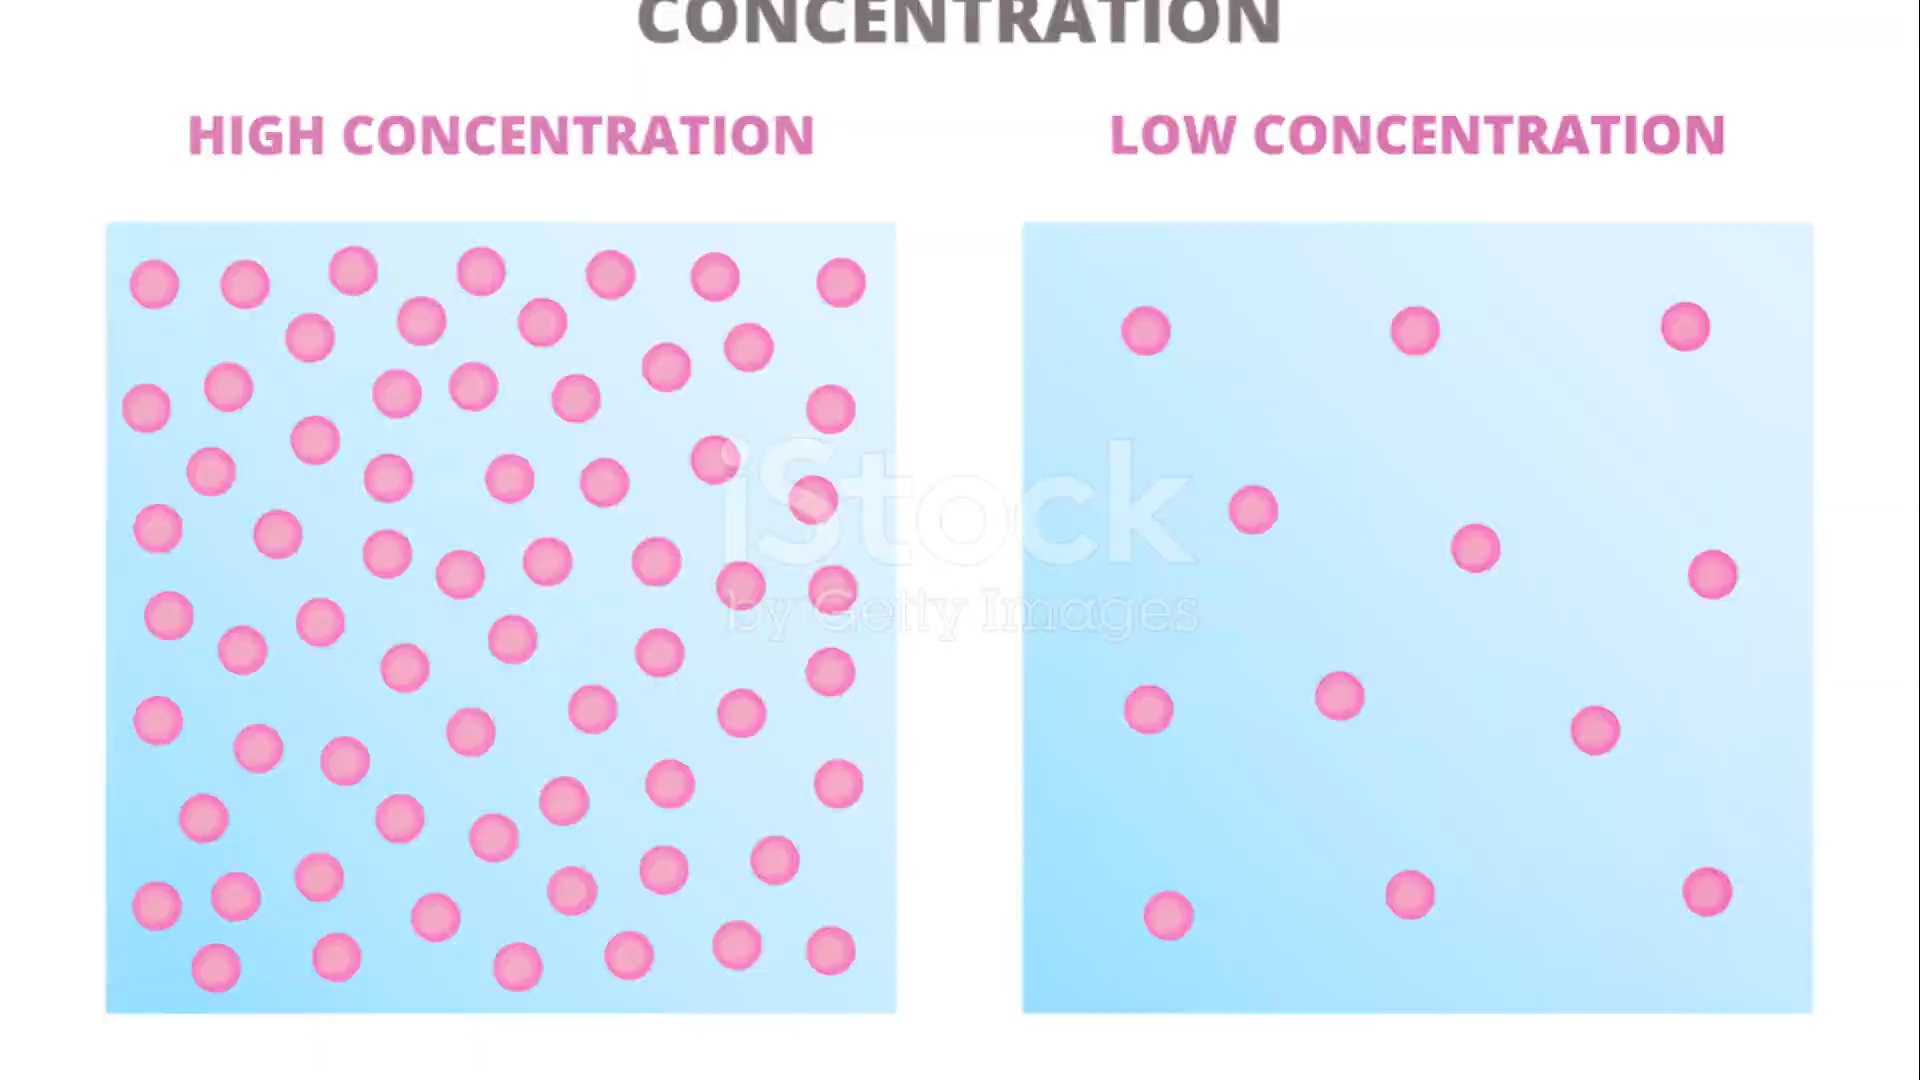 CONCENTRATION
HIGH CONCENTRATION
LOW CONCENTRATION
iStock
by Getty Images